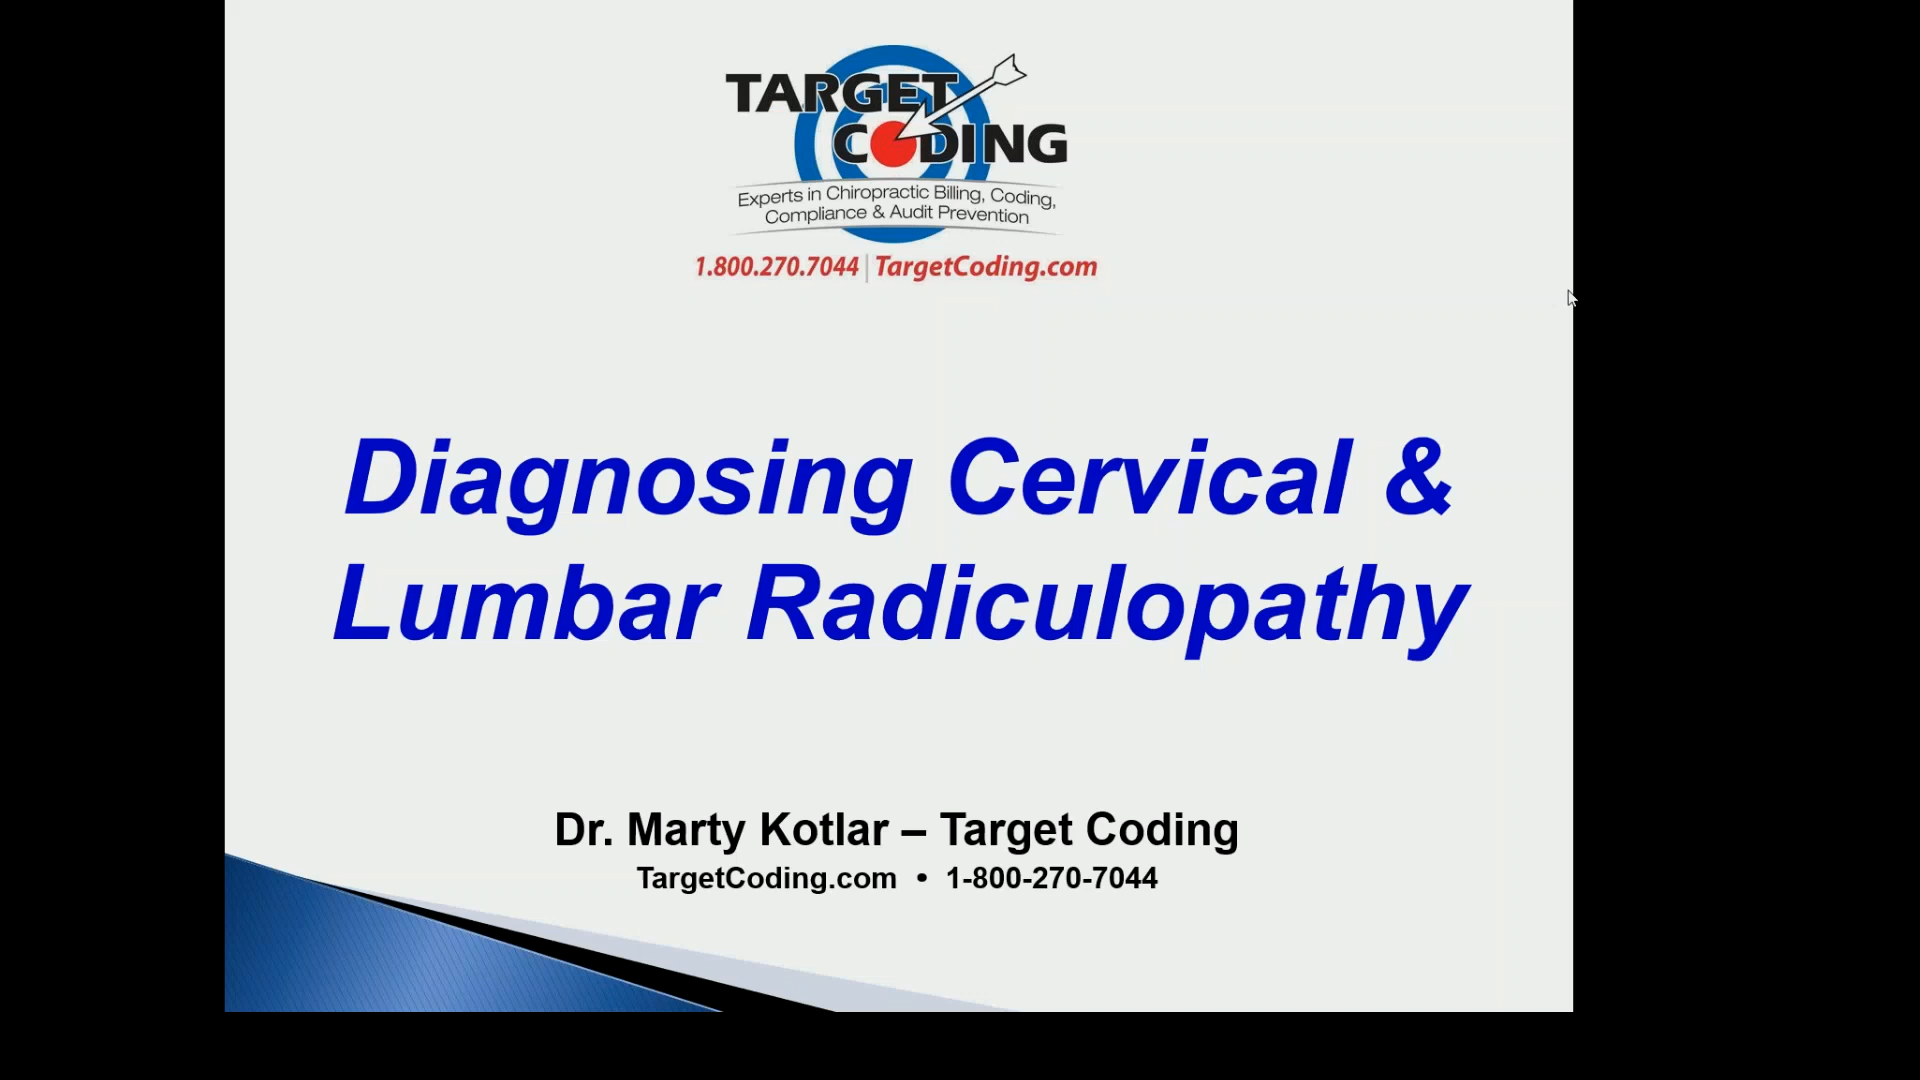 TARGET
CODING
Experts in Chiropractic Billing, Coding,
Compliance & Audit Prevention
1.800.270.7044 | TargetCoding.com
Diagnosing Cervical &
Lumbar Radiculopathy
Dr. Marty Kotlar – Target Coding
TargetCoding.com • 1-800-270-7044